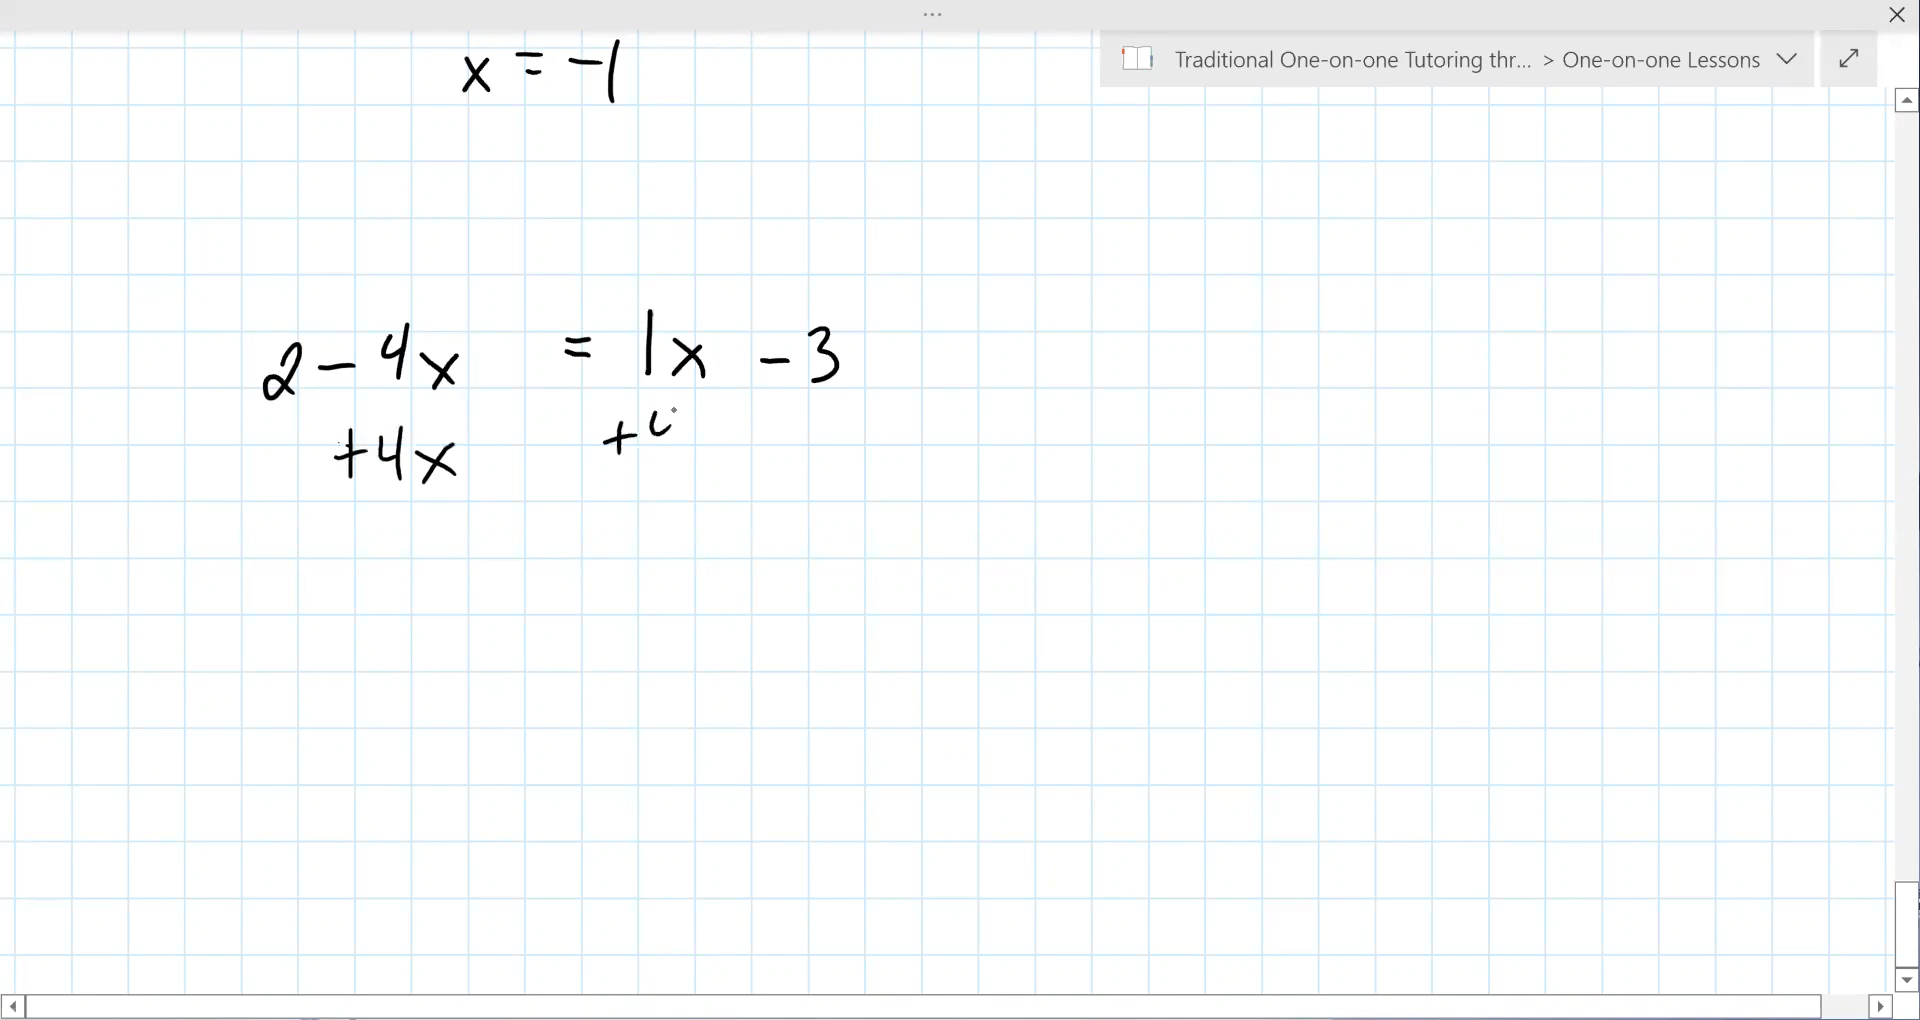 x = -1
Traditional One-on-one Tutoring thr... > One-on-one Lessons
2 - 4x = 1x - 3
+4x +